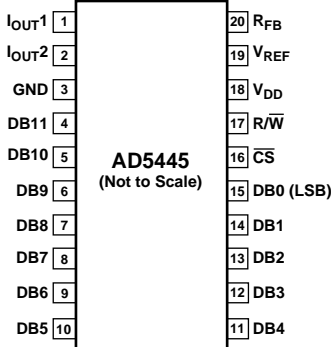 IOUT1 1 20 RFB
IOUT2 2 19 VREF
GND 3 18 VDD
DB11 4 17 R/W̅
DB10 5 16 C̅S̅
AD5445
(Not to Scale)
DB9 6 15 DB0 (LSB)
DB8 7 14 DB1
DB7 8 13 DB2
DB6 9 12 DB3
DB5 10 11 DB4